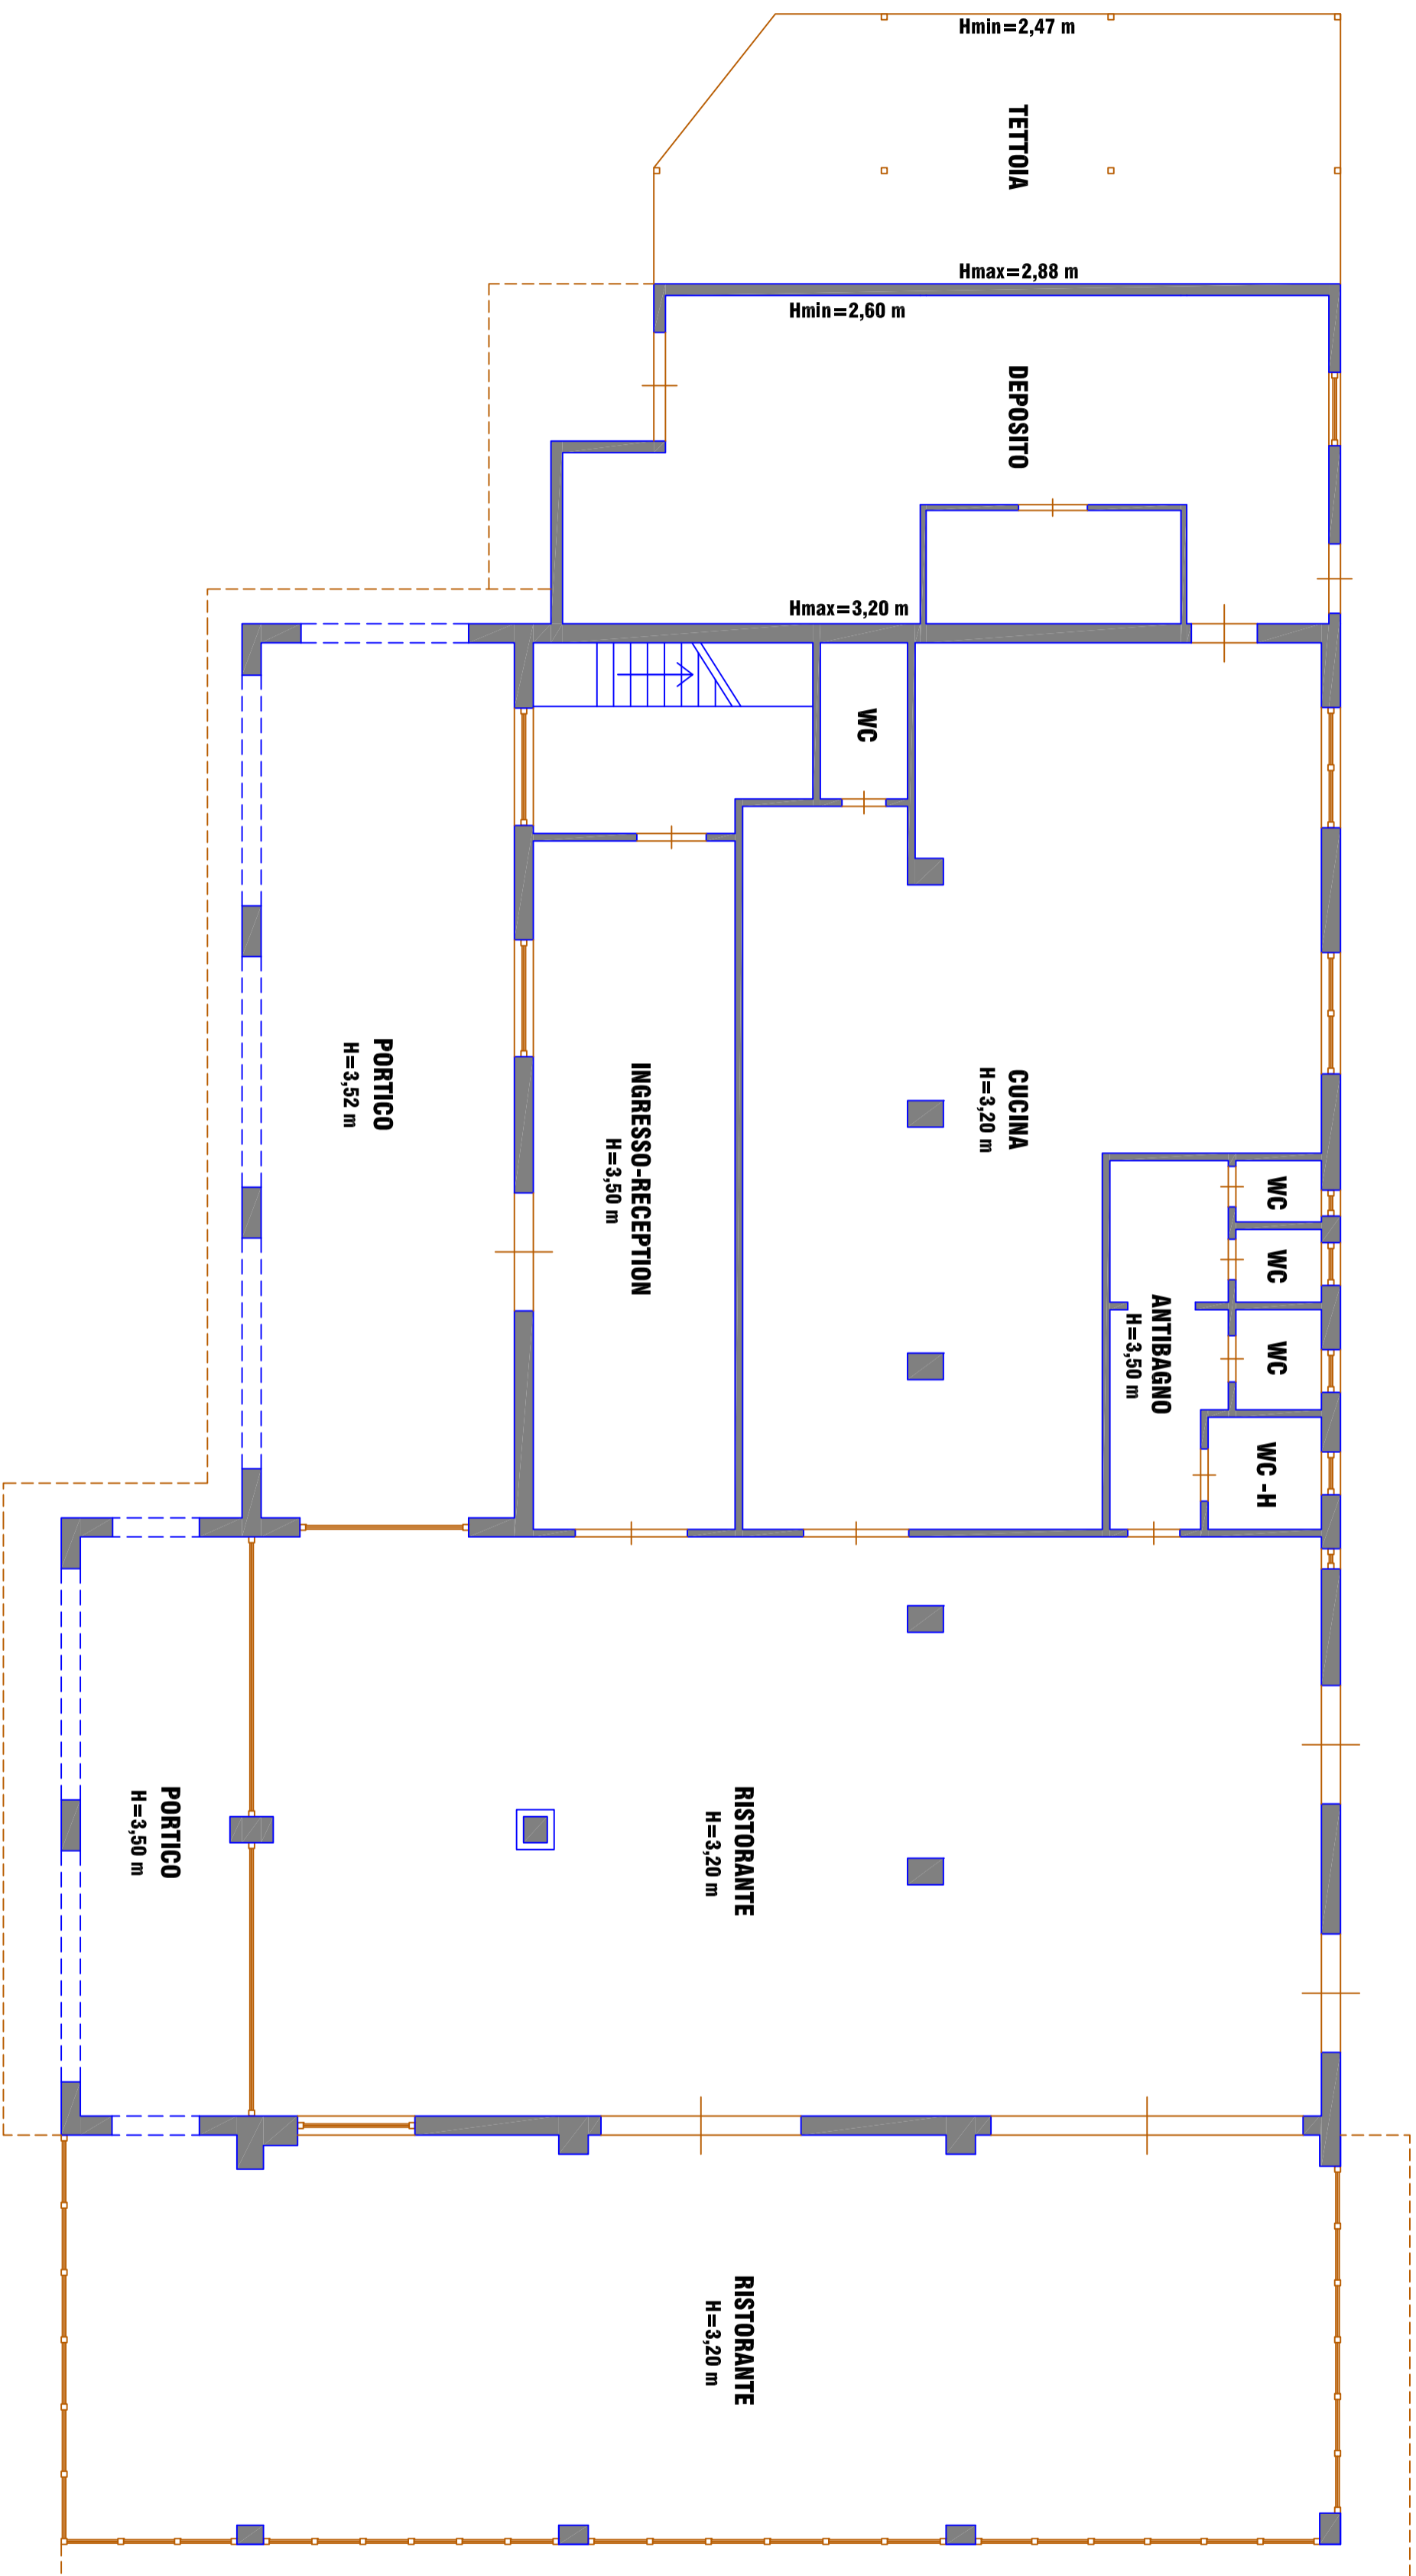 Hmin=2,47 m
TETTOIA
Hmax=2,88 m
Hmin=2,60 m
DEPOSITO
Hmax=3,20 m
WC
PORTICO
H=3,52 m
INGRESSO-RECEPTION
H=3,50 m
CUCINA
H=3,20 m
WC
WC
WC
ANTIBAGNO
H=3,50 m
WC -H
PORTICO
H=3,50 m
RISTORANTE
H=3,20 m
RISTORANTE
H=3,20 m